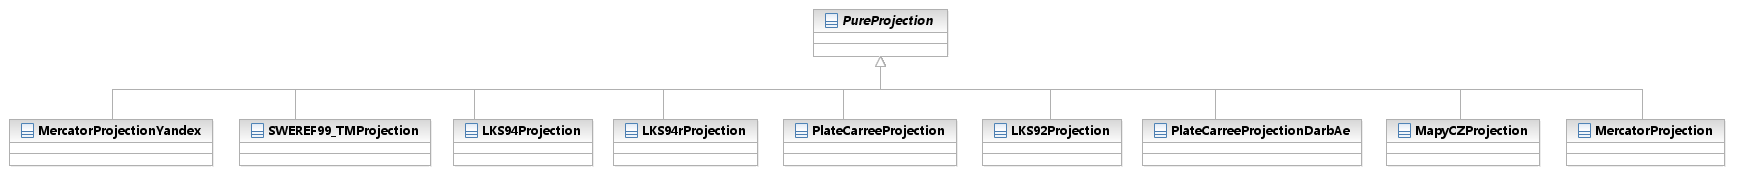 PureProjection
MercatorProjectionYandex
SWEREF99_TMProjection
LKS94Projection
LKS94rProjection
PlateCarreeProjection
LKS92Projection
PlateCarreeProjectionDarbAe
MapyCZProjection
MercatorProjection